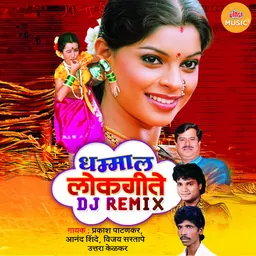 MUSIC
धम्माल
लोकगीते
DJ REMIX
गायक : प्रकाश पाटणकर,
आनंद शिंदे, विजय सरतापे
उत्तरा केळकर